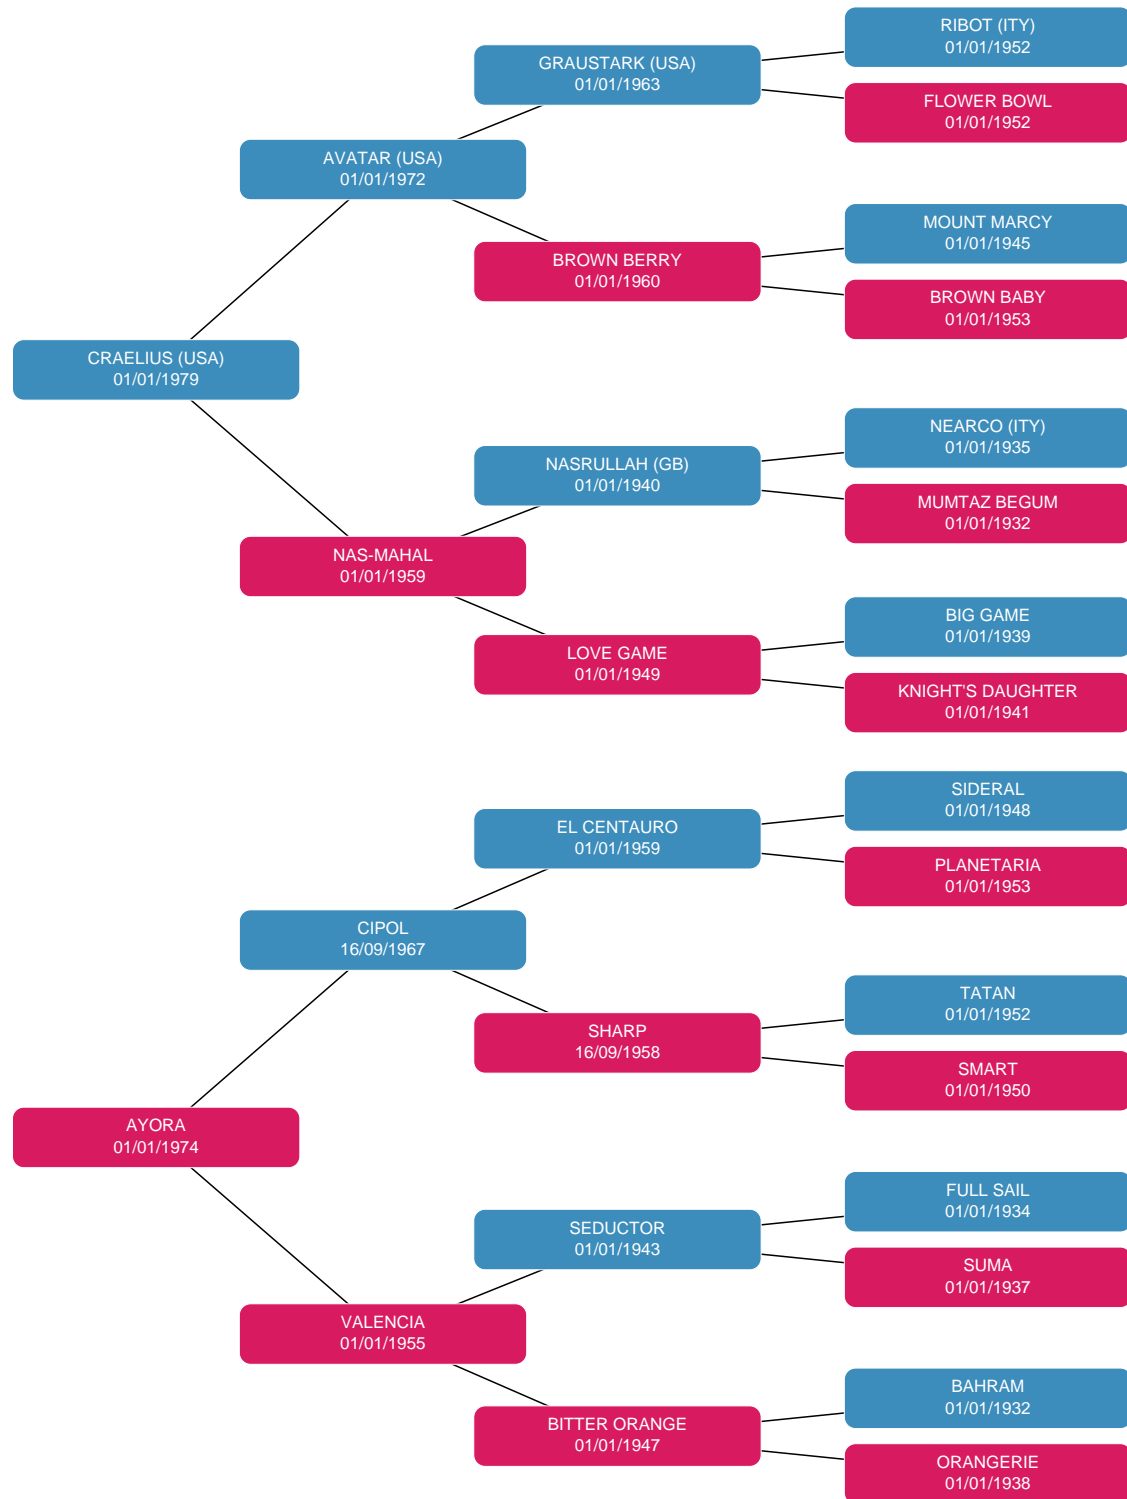 RIBOT (ITY)
01/01/1952
GRAUSTARK (USA)
01/01/1963
FLOWER BOWL
01/01/1952
AVATAR (USA)
01/01/1972
MOUNT MARCY
01/01/1945
BROWN BERRY
01/01/1960
BROWN BABY
01/01/1953
CRAELIUS (USA)
01/01/1979
NEARCO (ITY)
01/01/1935
NASRULLAH (GB)
01/01/1940
MUMTAZ BEGUM
01/01/1932
NAS-MAHAL
01/01/1959
BIG GAME
01/01/1939
LOVE GAME
01/01/1949
KNIGHT'S DAUGHTER
01/01/1941
SIDERAL
01/01/1948
EL CENTAURO
01/01/1959
PLANETARIA
01/01/1953
CIPOL
16/09/1967
TATAN
01/01/1952
SHARP
16/09/1958
SMART
01/01/1950
AYORA
01/01/1974
FULL SAIL
01/01/1934
SEDUCTOR
01/01/1943
SUMA
01/01/1937
VALENCIA
01/01/1955
BAHRAM
01/01/1932
BITTER ORANGE
01/01/1947
ORANGERIE
01/01/1938